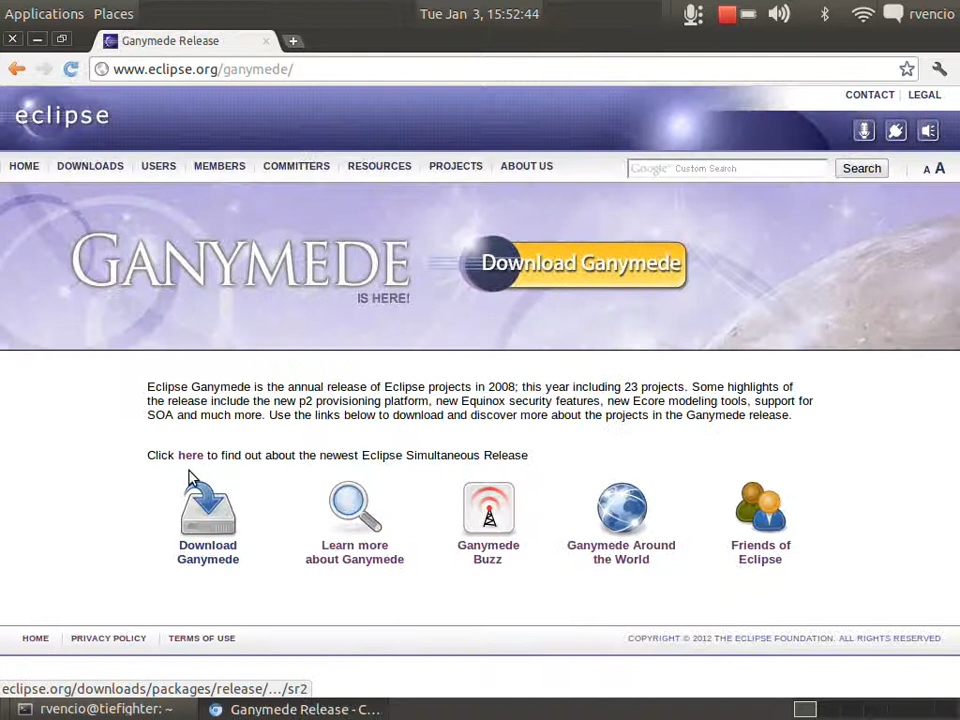 Applications Places Tue Jan 3, 15:52:44 rvencio
Ganymede Release
www.eclipse.org/ganymede/
CONTACT | LEGAL
eclipse
HOME DOWNLOADS USERS MEMBERS COMMITTERS RESOURCES PROJECTS ABOUT US Google Custom Search Search A A
GANYMEDE
IS HERE!
Download Ganymede
Eclipse Ganymede is the annual release of Eclipse projects in 2008; this year including 23 projects. Some highlights of
the release include the new p2 provisioning platform, new Equinox security features, new Ecore modeling tools, support for
SOA and much more. Use the links below to download and discover more about the projects in the Ganymede release.
Click here to find out about the newest Eclipse Simultaneous Release
Download
Ganymede
Learn more
about Ganymede
Ganymede
Buzz
Ganymede Around
the World
Friends of
Eclipse
HOME PRIVACY POLICY TERMS OF USE COPYRIGHT © 2012 THE ECLIPSE FOUNDATION. ALL RIGHTS RESERVED
eclipse.org/downloads/packages/release/.../sr2
rvencio@tiefighter: ~ Ganymede Release - C...